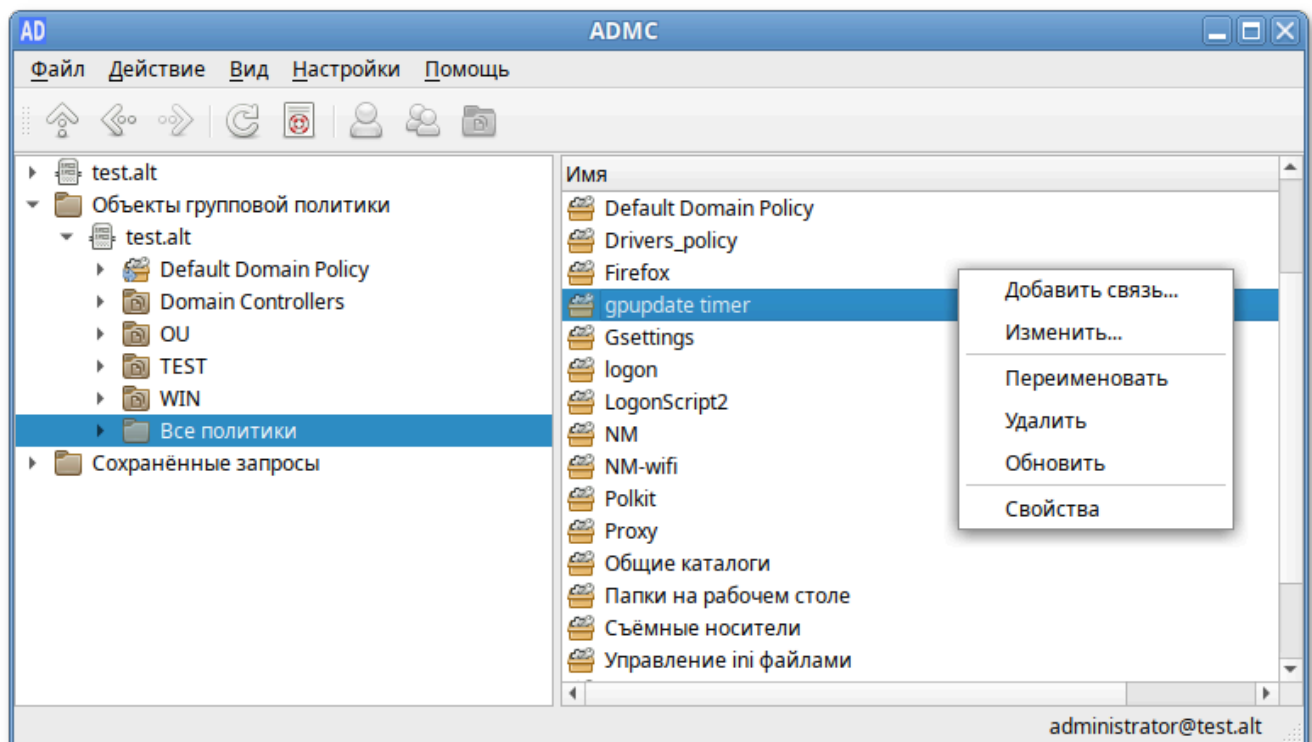 AD ADMC
Файл Действие Вид Настройки Помощь
test.alt
Объекты групповой политики
test.alt
Default Domain Policy
Domain Controllers
OU
TEST
WIN
Все политики
Сохранённые запросы
Имя
Default Domain Policy
Drivers_policy
Firefox
gpupdate timer
Gsettings
logon
LogonScript2
NM
NM-wifi
Polkit
Proxy
Общие каталоги
Папки на рабочем столе
Съёмные носители
Управление ini файлами
Добавить связь...
Изменить...
Переименовать
Удалить
Обновить
Свойства
administrator@test.alt